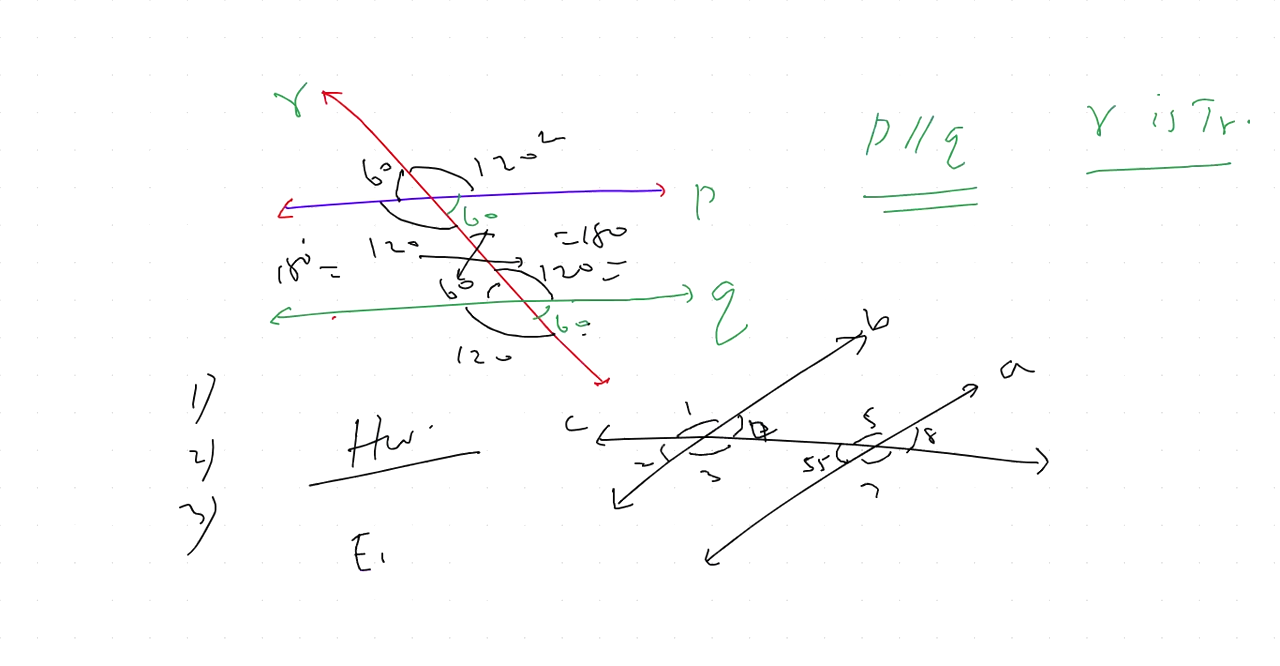 r
p // q
r is Tr.
60
120
p
60
120
= 180
180 =
60
120 =
q
60
120
1)
2)
3)
Hw.
E.
b
a
c
1
2
3
5
55
7
8